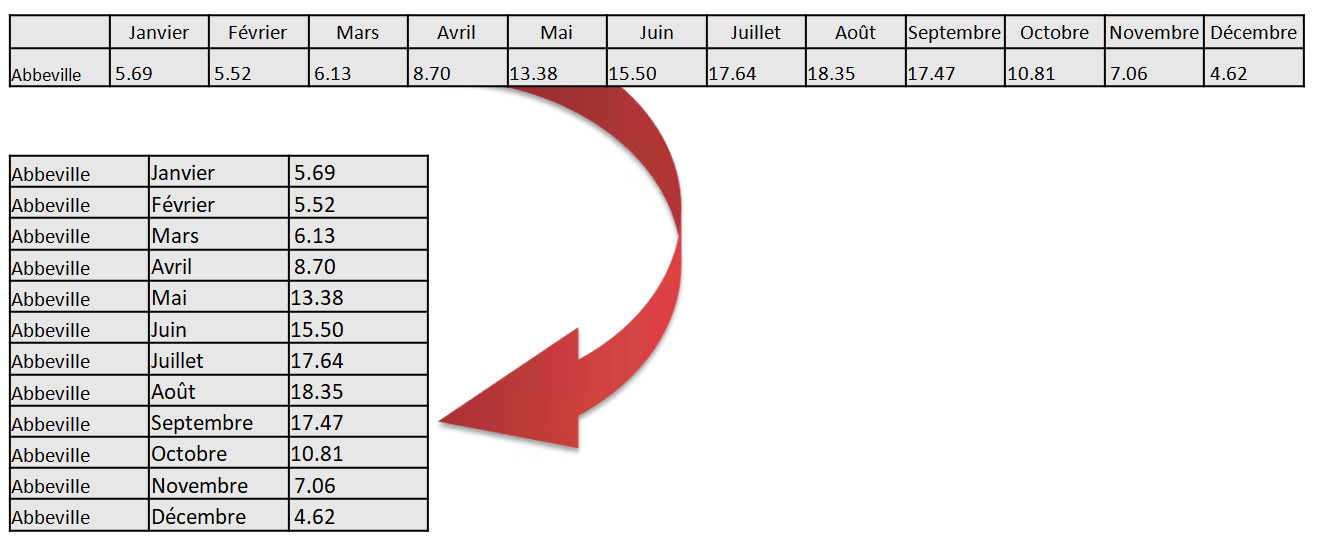 Janvier Février Mars Avril Mai Juin Juillet Août Septembre Octobre Novembre Décembre
Abbeville 5.69 5.52 6.13 8.70 13.38 15.50 17.64 18.35 17.47 10.81 7.06 4.62
Abbeville Janvier 5.69
Abbeville Février 5.52
Abbeville Mars 6.13
Abbeville Avril 8.70
Abbeville Mai 13.38
Abbeville Juin 15.50
Abbeville Juillet 17.64
Abbeville Août 18.35
Abbeville Septembre 17.47
Abbeville Octobre 10.81
Abbeville Novembre 7.06
Abbeville Décembre 4.62